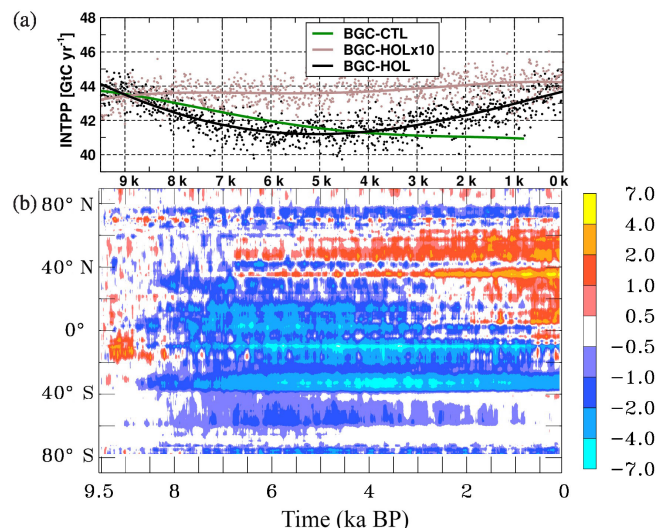 (a)
48
46
44
42
40
INTPP [GtC yr⁻¹]
BGC-CTL
BGC-HOLx10
BGC-HOL
9 k 8 k 7 k 6 k 5 k 4 k 3 k 2 k 1 k 0 k
(b)
80° N
40° N
0°
40° S
80° S
9.5 8 6 4 2 0
Time (ka BP)
7.0
4.0
2.0
1.0
0.5
−0.5
−1.0
−2.0
−4.0
−7.0